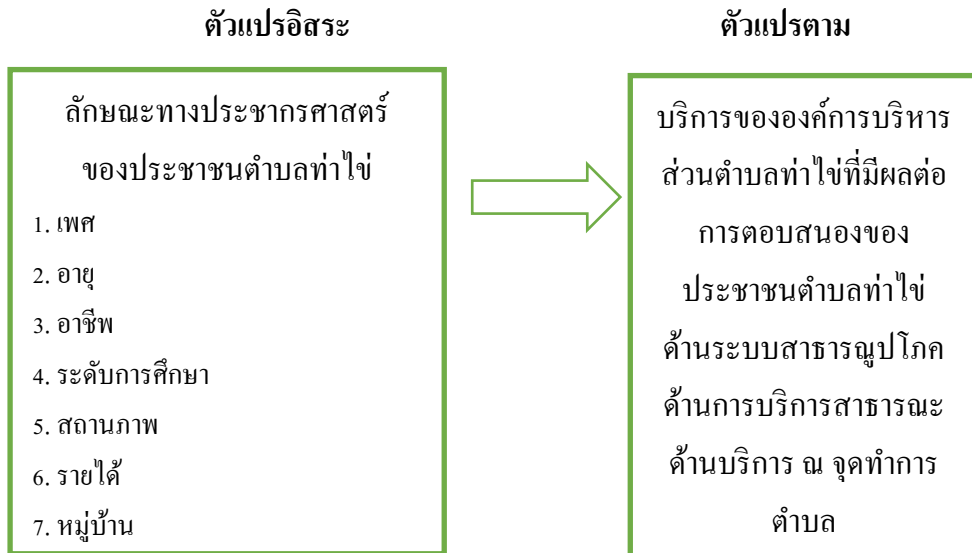 ตัวแปรอิสระ
ตัวแปรตาม
ลักษณะทางประชากรศาสตร์
ของประชาชนตำบลท่าไข่
1. เพศ
2. อายุ
3. อาชีพ
4. ระดับการศึกษา
5. สถานภาพ
6. รายได้
7. หมู่บ้าน
บริการขององค์การบริหาร
ส่วนตำบลท่าไข่ที่มีผลต่อ
การตอบสนองของ
ประชาชนตำบลท่าไข่
ด้านระบบสาธารณูปโภค
ด้านการบริการสาธารณะ
ด้านบริการ ณ จุดทำการ
ตำบล